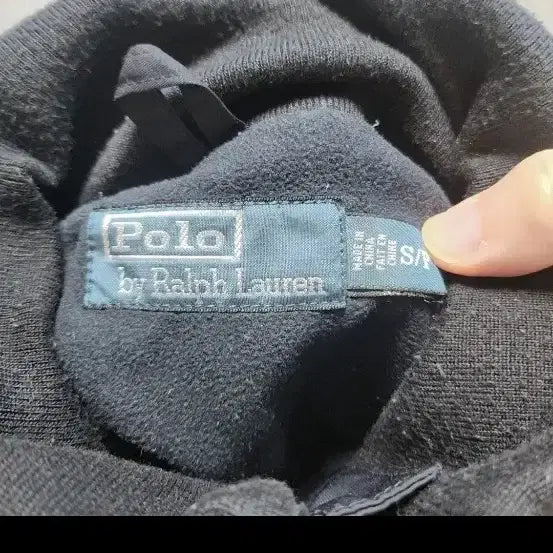 Polo
by Ralph Lauren
MADE IN
CHINA
FAIT EN
CHINE
S/